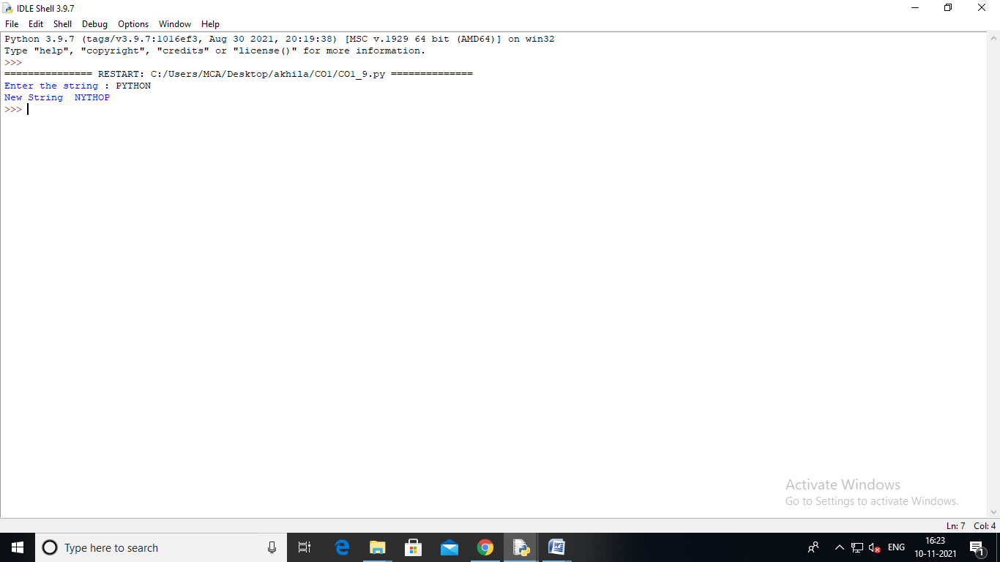 IDLE Shell 3.9.7
File Edit Shell Debug Options Window Help
Python 3.9.7 (tags/v3.9.7:1016ef3, Aug 30 2021, 20:19:38) [MSC v.1929 64 bit (AMD64)] on win32
Type "help", "copyright", "credits" or "license()" for more information.
>>>
=============== RESTART: C:/Users/MCA/Desktop/akhila/CO1/CO1_9.py ==============
Enter the string : PYTHON
New String  NYTHOP
>>>
Activate Windows
Go to Settings to activate Windows.
Ln: 7 Col: 4
Type here to search
ENG
16:23
10-11-2021
1